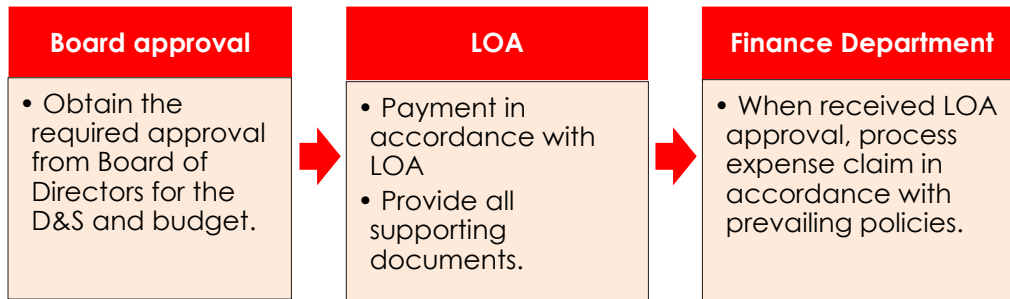 Board approval
• Obtain the
required approval
from Board of
Directors for the
D&S and budget.
LOA
• Payment in
accordance with
LOA
• Provide all
supporting
documents.
Finance Department
• When received LOA
approval, process
expense claim in
accordance with
prevailing policies.